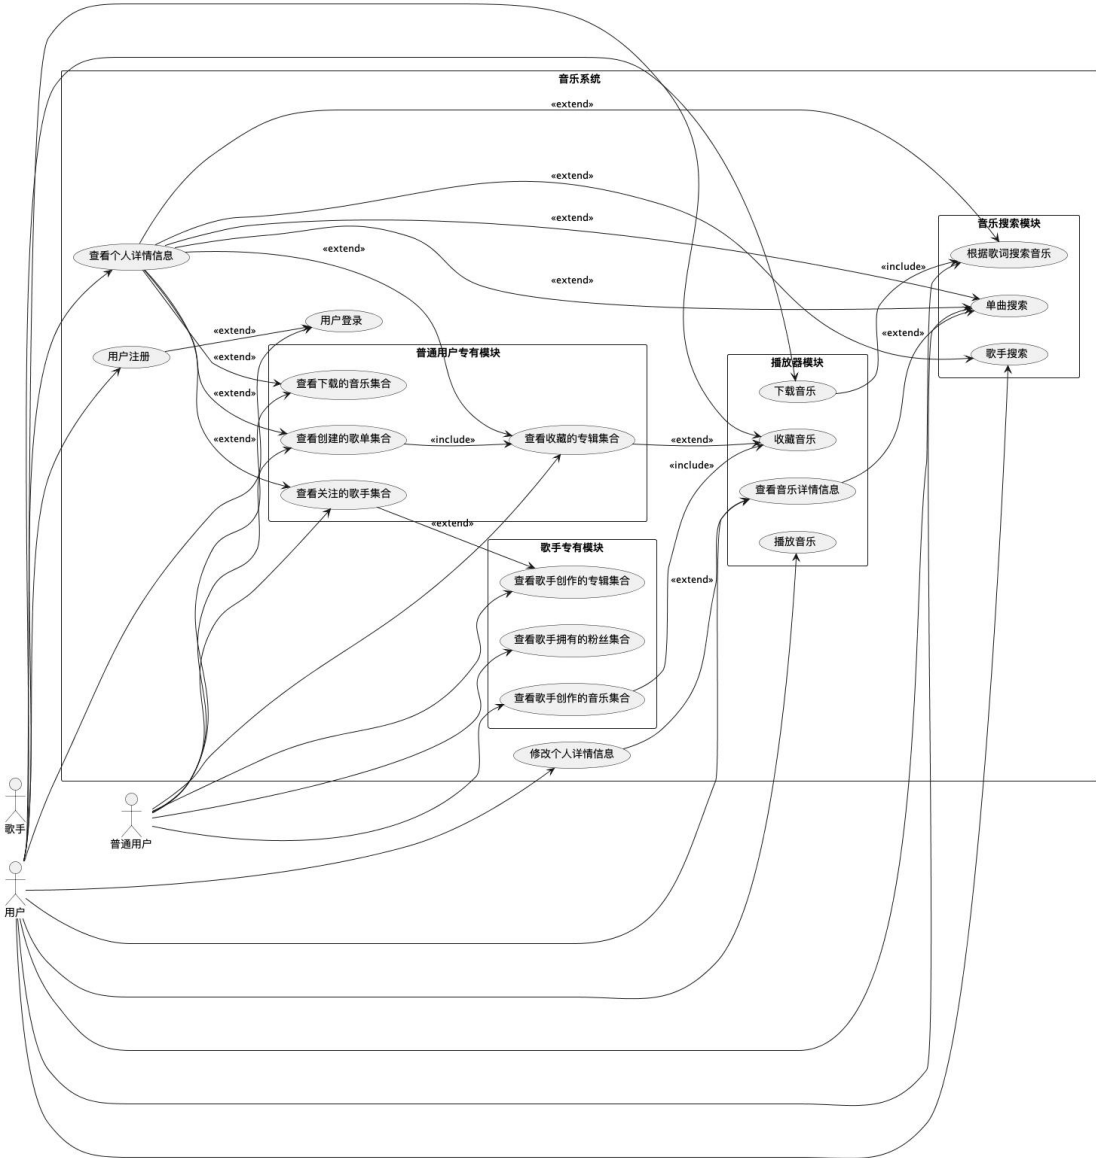 音乐系统
«extend»
«extend»
«extend»
音乐搜索模块
查看个人详情信息
«extend»
根据歌词搜索音乐
«include»
«extend»
单曲搜索
用户登录
«extend»
«extend»
用户注册
«extend»
普通用户专有模块
歌手搜索
播放器模块
查看下载的音乐集合
下载音乐
«extend»
查看创建的歌单集合
«include»
查看收藏的专辑集合
«extend»
收藏音乐
«extend»
«include»
查看关注的歌手集合
查看音乐详情信息
«extend»
播放音乐
歌手专有模块
查看歌手创作的专辑集合
«extend»
查看歌手拥有的粉丝集合
查看歌手创作的音乐集合
修改个人详情信息
歌手
普通用户
用户